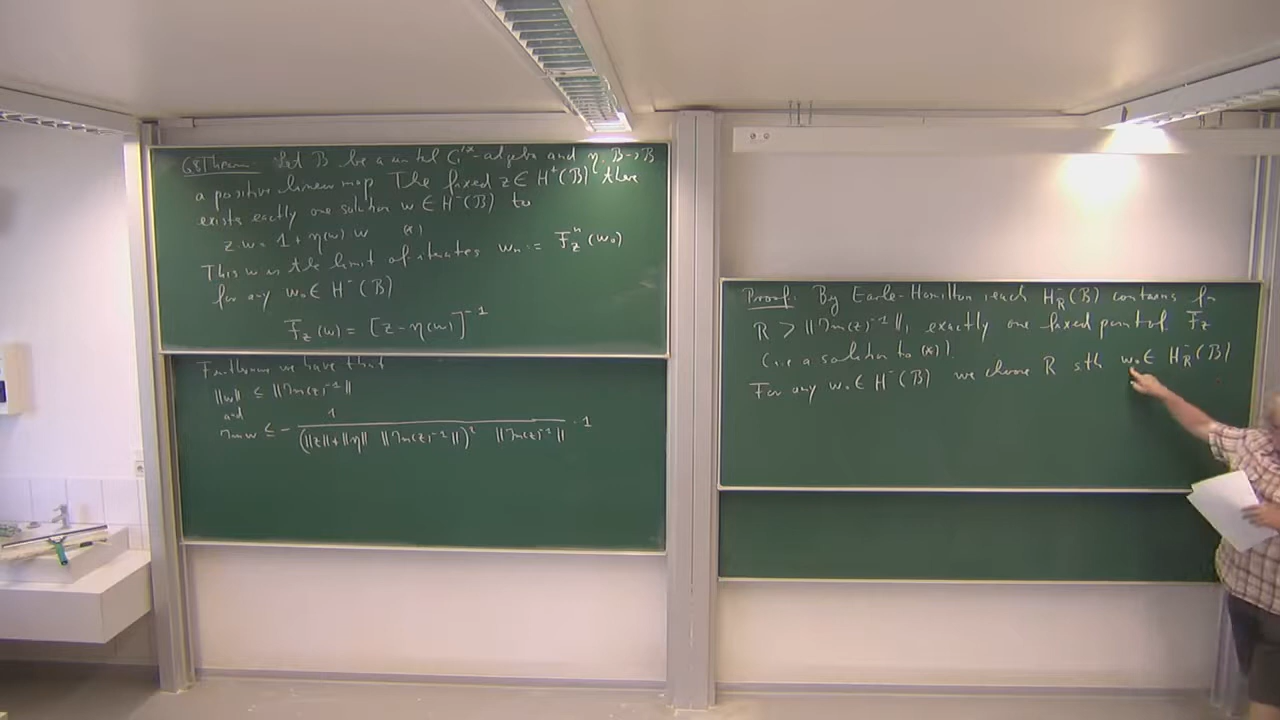 6.8 Theorem. Let B be a unital C*-algebra and η: B→B
a positive linear map. The fixed z ∈ H⁺(B) there
exists exactly one solution w ∈ H⁻(B) to
z·w = 1 + η(w) w (*)
This w is the limit of iterates wₙ := F_z^n(w₀)
for any w₀ ∈ H⁻(B)
F_z(w) = [z - η(w)]⁻¹
Furthermore we have that
||w|| ≤ ||Im(z)⁻¹||
and
Im w ≤ - 1 / ((||z|| + ||η|| ||Im(z)⁻¹||)² ||Im(z)⁻¹||) · 1
Proof. By Earle-Hamilton each H_R⁻(B) contains for
R > ||Im(z)⁻¹||, exactly one fixed point of F_z
(i.e a solution to (*)).
For any w₀ ∈ H⁻(B) we choose R sth w₀ ∈ H_R⁻(B)